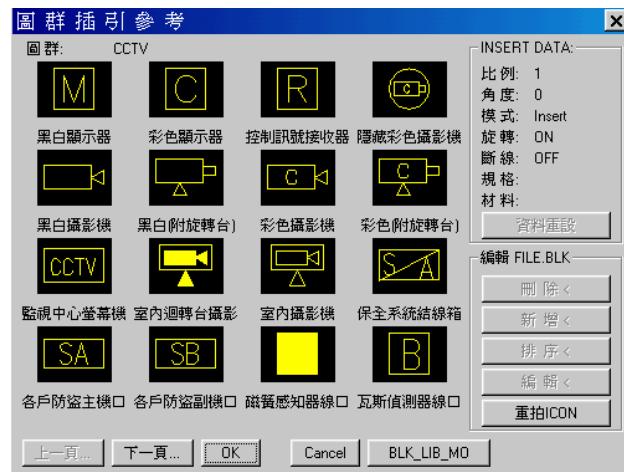 圖群插引參考
圖群: CCTV
M C R C
黑白顯示器 彩色顯示器 控制訊號接收器 隱藏彩色攝影機
C C
黑白攝影機 黑白(附旋轉台) 彩色攝影機 彩色(附旋轉台)
CCTV S/A
監視中心螢幕機 室內迴轉台攝影 室內攝影機 保全系統結線箱
SA SB B
各戶防盜主機口 各戶防盜副機口 磁簧感知器線口 瓦斯偵測器線口
INSERT DATA:
比例: 1
角度: 0
模式: Insert
旋轉: ON
斷線: OFF
規格:
材料:
資料重設
編輯 FILE.BLK
刪 除 <
新 增 <
排 序 <
編 輯 <
重拍ICON
上一頁... 下一頁... OK Cancel BLK_LIB_MO